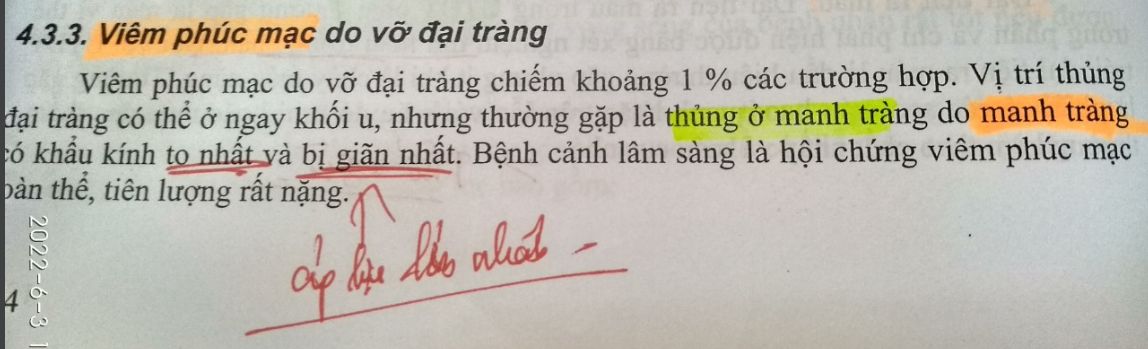 4.3.3. Viêm phúc mạc do vỡ đại tràng
Viêm phúc mạc do vỡ đại tràng chiếm khoảng 1 % các trường hợp. Vị trí thủng
đại tràng có thể ở ngay khối u, nhưng thường gặp là thủng ở manh tràng do manh tràng
có khẩu kính to nhất và bị giãn nhất. Bệnh cảnh lâm sàng là hội chứng viêm phúc mạc
toàn thể, tiên lượng rất nặng.
áp lực lớn nhất -
4
2022-6-3